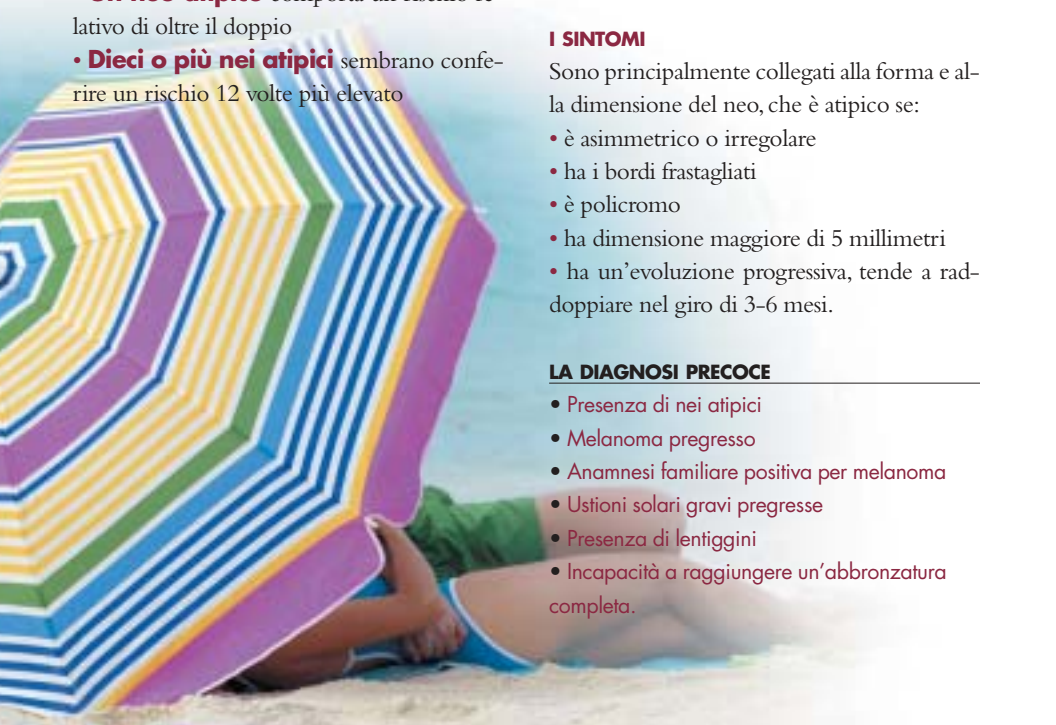 comporta un rischio re-
lativo di oltre il doppio
• Dieci o più nei atipici sembrano confe-
rire un rischio 12 volte più elevato
I SINTOMI
Sono principalmente collegati alla forma e al-
la dimensione del neo, che è atipico se:
• è asimmetrico o irregolare
• ha i bordi frastagliati
• è policromo
• ha dimensione maggiore di 5 millimetri
• ha un’evoluzione progressiva, tende a rad-
doppiare nel giro di 3-6 mesi.
LA DIAGNOSI PRECOCE
• Presenza di nei atipici
• Melanoma pregresso
• Anamnesi familiare positiva per melanoma
• Ustioni solari gravi pregresse
• Presenza di lentiggini
• Incapacità a raggiungere un’abbronzatura
completa.